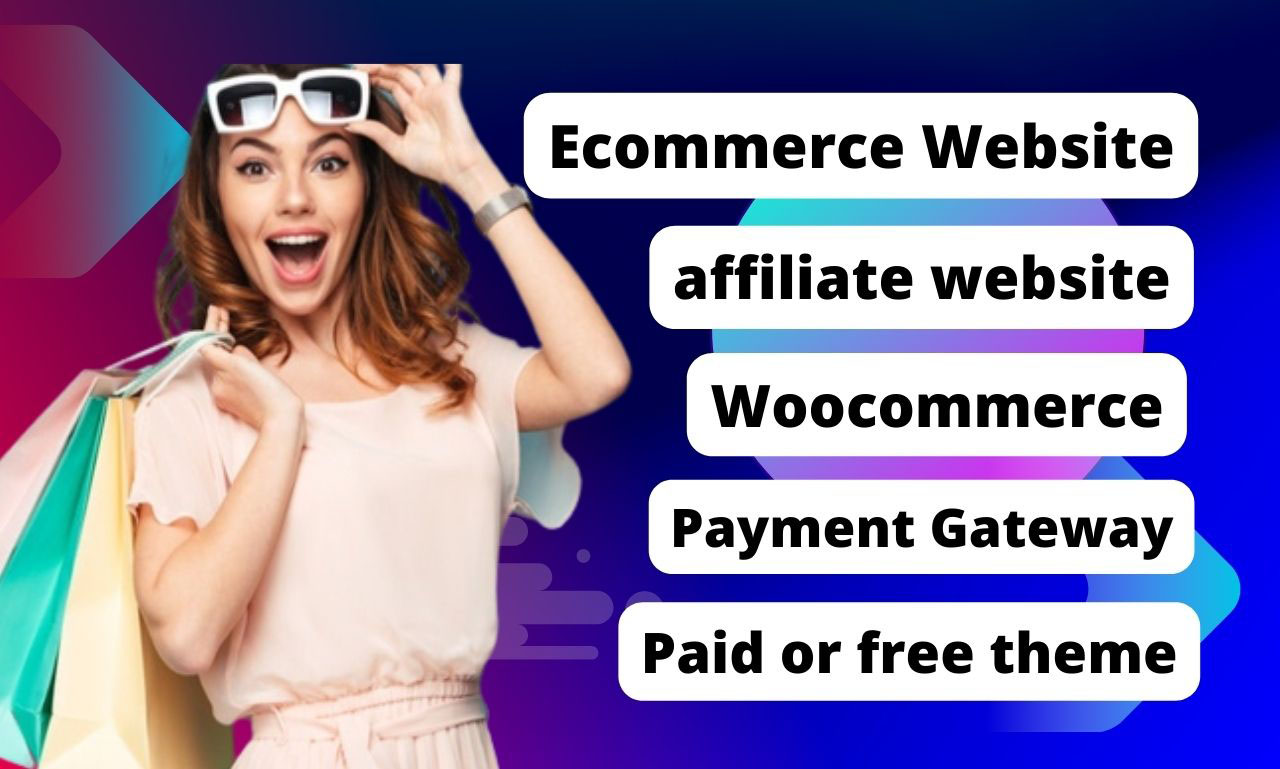 Ecommerce Website
affiliate website
Woocommerce
Payment Gateway
Paid or free theme